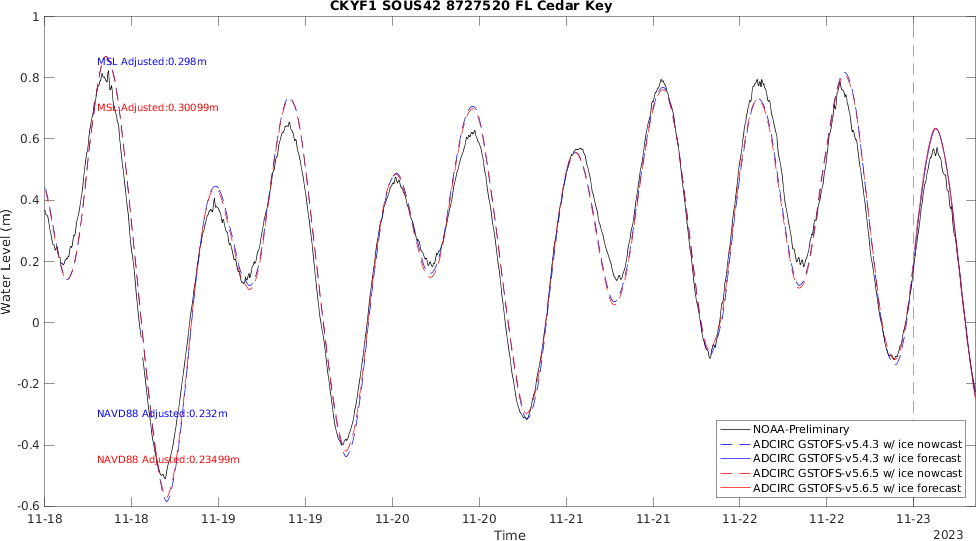 CKYF1 SOUS42 8727520 FL Cedar Key
1
0.8
0.6
0.4
0.2
0
-0.2
-0.4
-0.6
Water Level (m)
MSL Adjusted:0.298m
MSL Adjusted:0.30099m
NAVD88 Adjusted:0.232m
NAVD88 Adjusted:0.23499m
NOAA-Preliminary
ADCIRC GSTOFS-v5.4.3 w/ ice nowcast
ADCIRC GSTOFS-v5.4.3 w/ ice forecast
ADCIRC GSTOFS-v5.6.5 w/ ice nowcast
ADCIRC GSTOFS-v5.6.5 w/ ice forecast
11-18 11-18 11-19 11-19 11-20 11-20 11-21 11-21 11-22 11-22 11-23
Time
2023